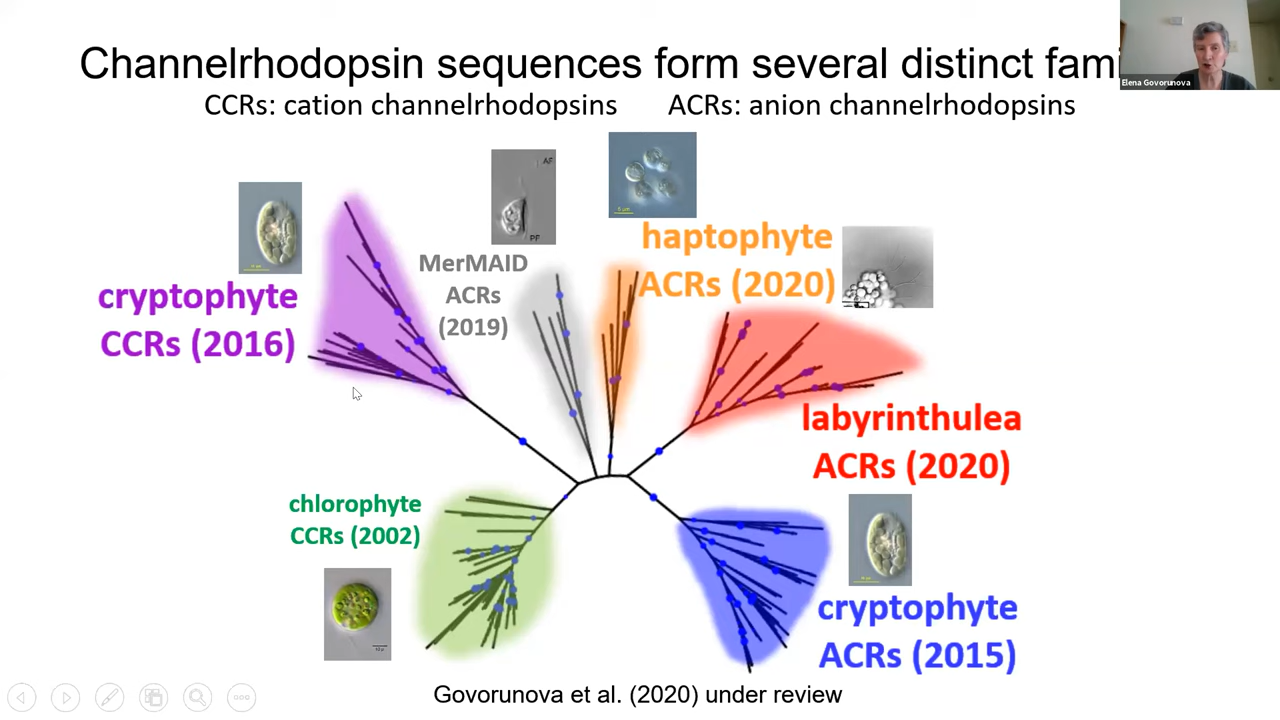 Channelrhodopsin sequences form several distinct fami
Elena Govorunova
CCRs: cation channelrhodopsins ACRs: anion channelrhodopsins
AF
PF
MerMAID
ACRs
(2019)
haptophyte
ACRs (2020)
cryptophyte
CCRs (2016)
labyrinthulea
ACRs (2020)
chlorophyte
CCRs (2002)
cryptophyte
ACRs (2015)
Govorunova et al. (2020) under review